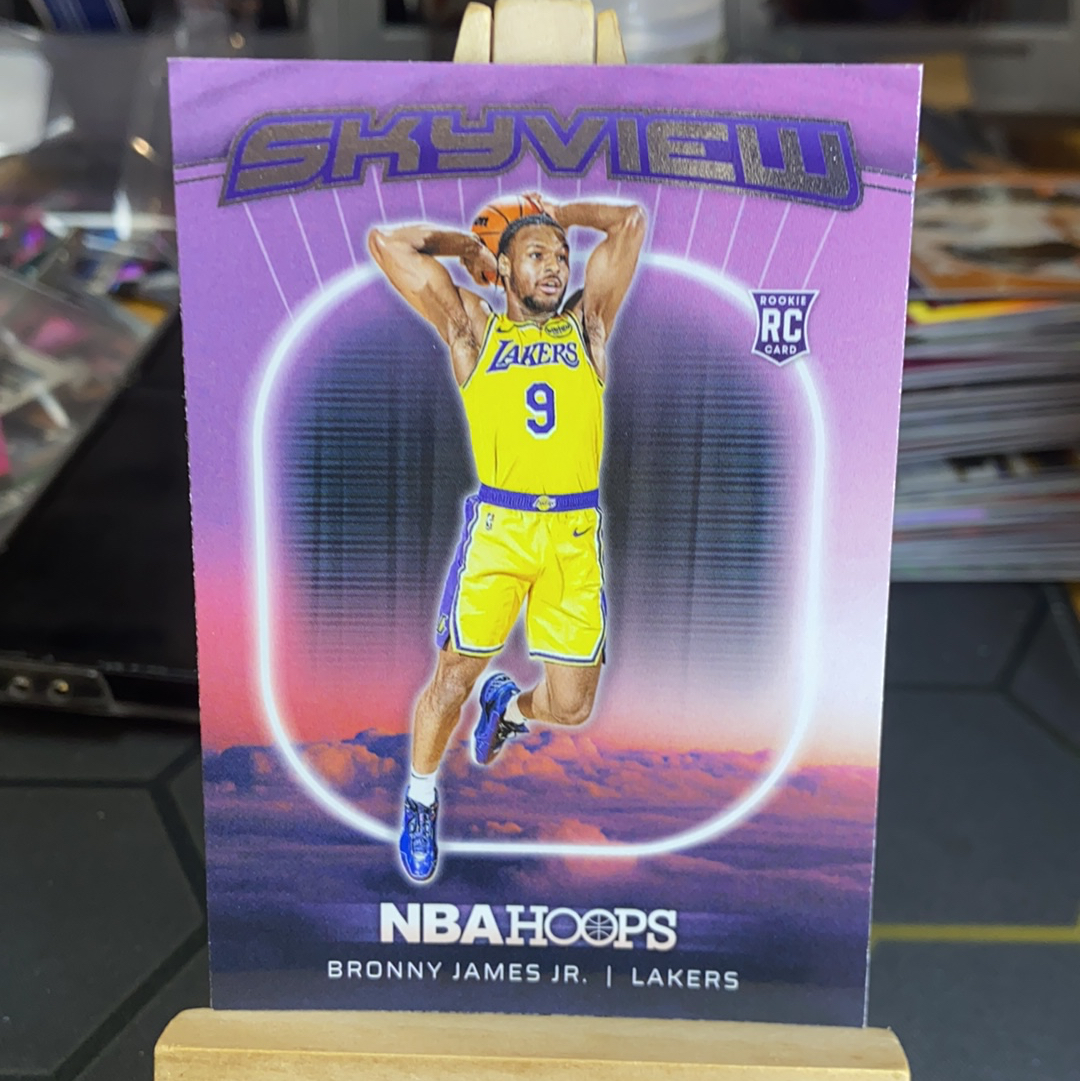 SKYVIEW
ROOKIE
RC
CARD
LAKERS
9
NBA HOOPS
BRONNY JAMES JR. | LAKERS